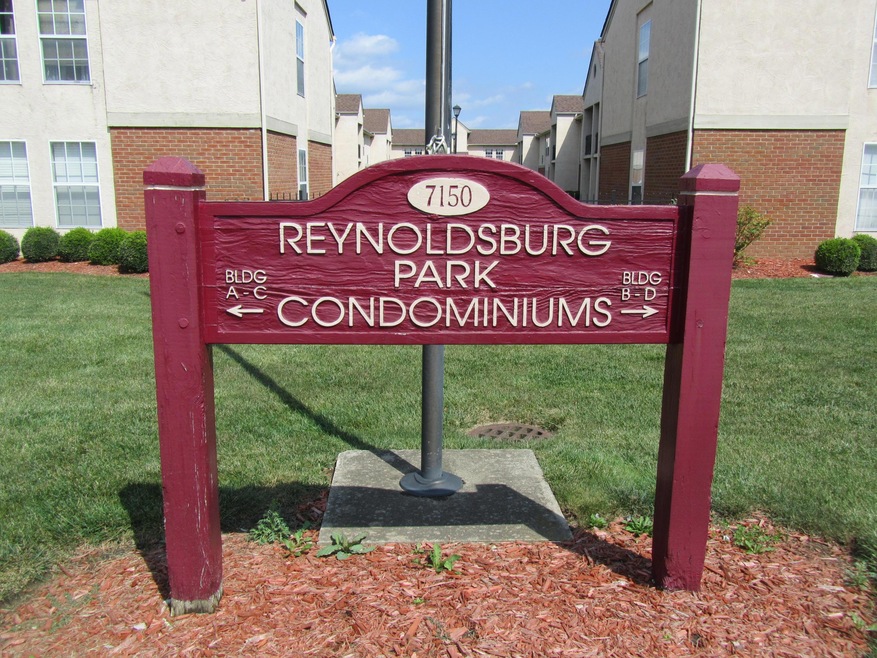 7150
REYNOLDSBURG
PARK
CONDOMINIUMS
BLDG
A - C
BLDG
B - D